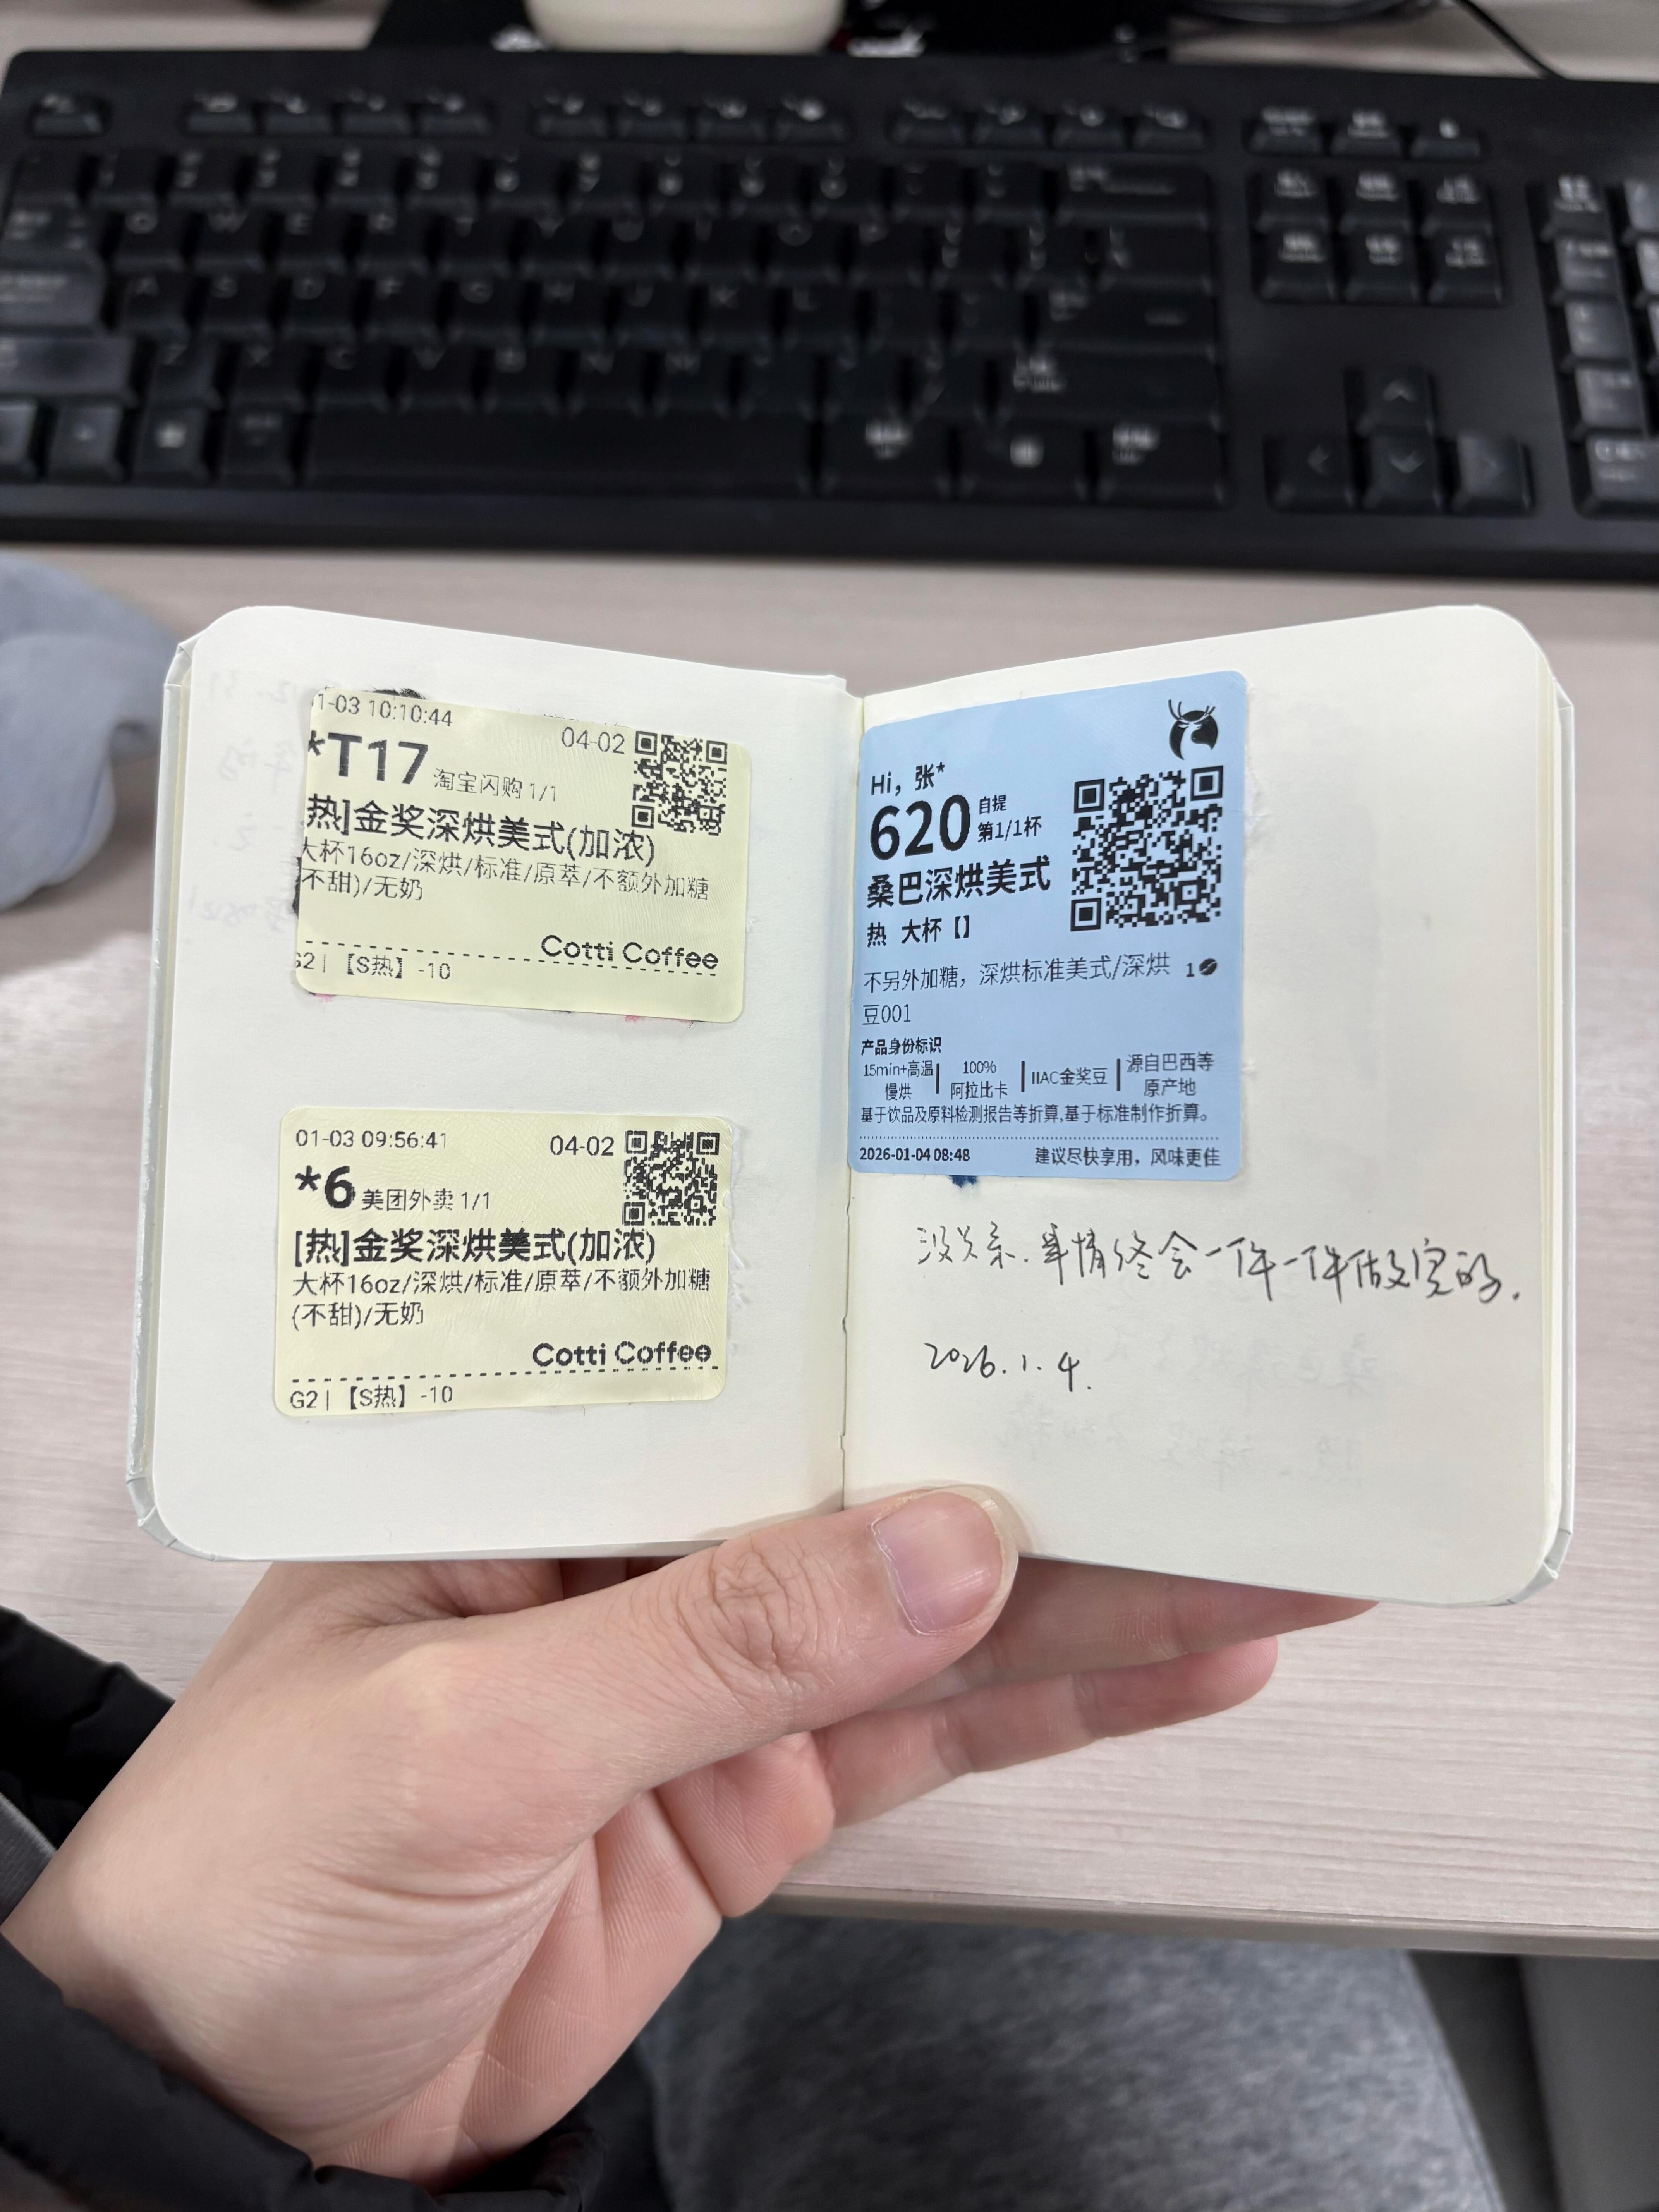 1-03 10:10:44
04-02
*T17 淘宝闪购 1/1
热]金奖深烘美式(加浓)
大杯16oz/深烘/标准/原萃/不额外加糖
不甜)/无奶
Cotti Coffee
G2 | 【S热】-10
01-03 09:56:41
04-02
*6 美团外卖 1/1
[热]金奖深烘美式(加浓)
大杯16oz/深烘/标准/原萃/不额外加糖
(不甜)/无奶
Cotti Coffee
G2 | 【S热】-10
Hi, 张*
620 自提
第1/1杯
桑巴深烘美式
热 大杯【】
不另外加糖，深烘标准美式/深烘 1
豆001
产品身份标识
15min+高温
慢烘
100%
阿拉比卡
IIAC金奖豆
源自巴西等
原产地
基于饮品及原料检测报告等折算,基于标准制作折算。
2026-01-04 08:48 建议尽快享用，风味更佳
没关系.事情终会一件一件做完的.
2026.1.4.